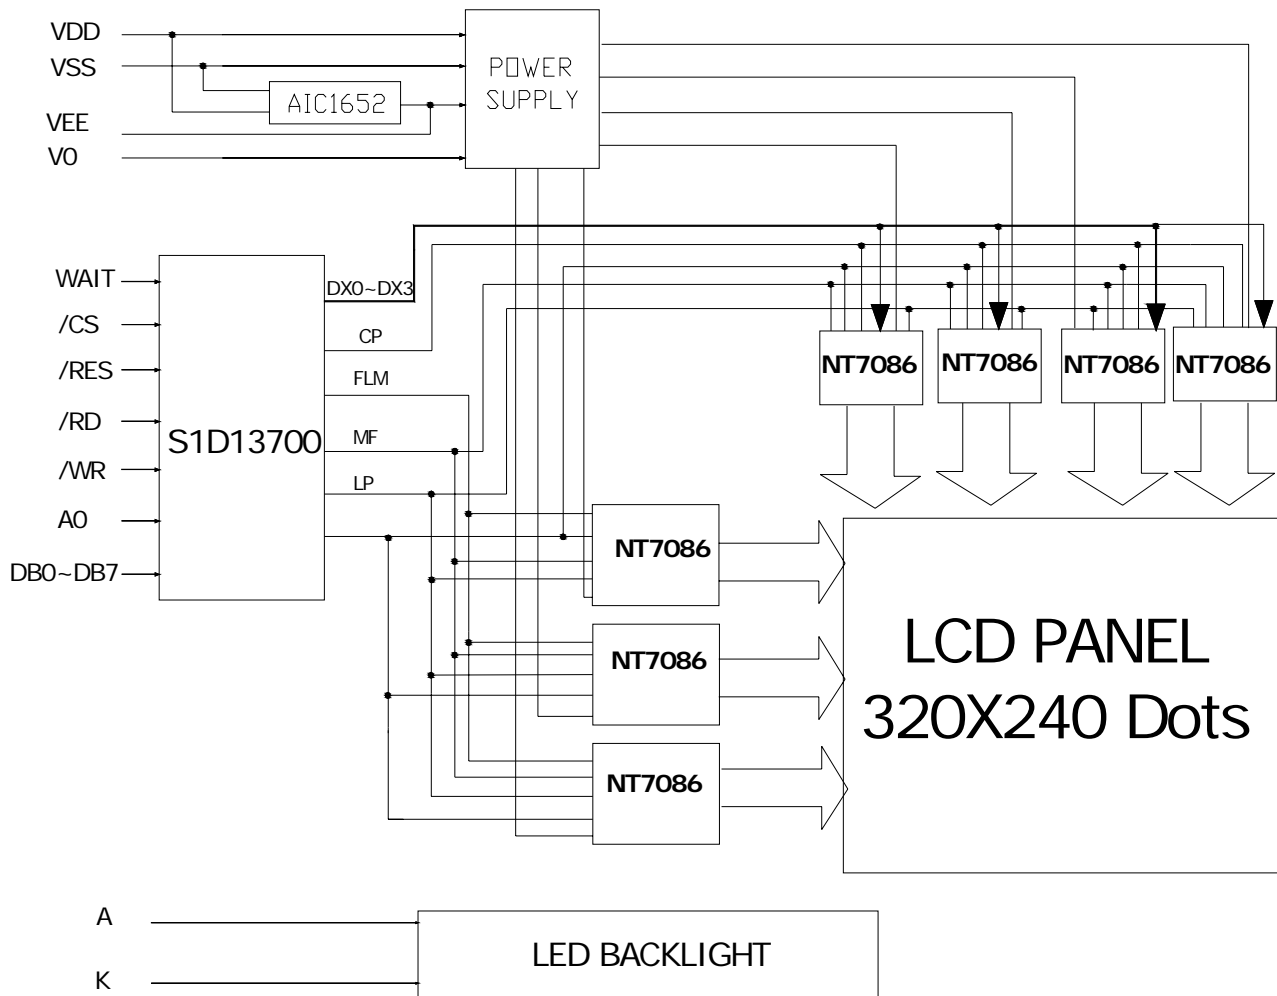 VDD
VSS
VEE
V0
AIC1652
POWER
SUPPLY
WAIT
/CS
/RES
/RD
/WR
A0
DB0~DB7
S1D13700
DX0~DX3
CP
FLM
MF
LP
NT7086
NT7086
NT7086
NT7086
NT7086
NT7086
NT7086
LCD PANEL
320X240 Dots
A
K
LED BACKLIGHT